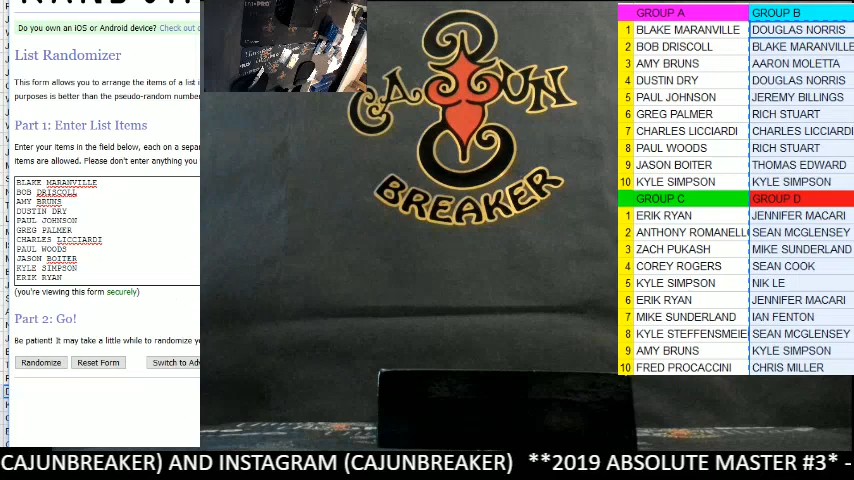 Do you own an iOS or Android device? Check out
List Randomizer
This form allows you to arrange the items of a list
purposes is better than the pseudo-random number
Part 1: Enter List Items
Enter your items in the field below, each on a
items are allowed. Please don't enter anything you
BLAKE MARANVILLE
BOB DRISCOLL
AMY BRUNS
DUSTIN DRY
PAUL JOHNSON
GREG PALMER
CHARLES LICCIARDI
PAUL WOODS
JASON BOITER
KYLE SIMPSON
ERIK RYAN
(you're viewing this form securely)
Part 2: Go!
Be patient! It may take a little while to randomize
Randomize Reset Form Switch to
CAJUN
BREAKER
GROUP A GROUP B
1 BLAKE MARANVILLE DOUGLAS NORRIS
2 BOB DRISCOLL BLAKE MARANVILLE
3 AMY BRUNS AARON MOLETTA
4 DUSTIN DRY DOUGLAS NORRIS
5 PAUL JOHNSON JEREMY BILLINGS
6 GREG PALMER RICH STUART
7 CHARLES LICCIARDI CHARLES LICCIARDI
8 PAUL WOODS RICH STUART
9 JASON BOITER THOMAS EDWARD
10 KYLE SIMPSON KYLE SIMPSON
GROUP C GROUP D
1 ERIK RYAN JENNIFER MACARI
2 ANTHONY ROMANELL SEAN MCGLENSEY
3 ZACH PUKASH MIKE SUNDERLAND
4 COREY ROGERS SEAN COOK
5 KYLE SIMPSON NIK LE
6 ERIK RYAN JENNIFER MACARI
7 MIKE SUNDERLAND IAN FENTON
8 KYLE STEFFENSMEIE SEAN MCGLENSEY
9 AMY BRUNS KYLE SIMPSON
10 FRED PROCACCINI CHRIS MILLER
CAJUNBREAKER) AND INSTAGRAM (CAJUNBREAKER) **2019 ABSOLUTE MASTER #3* -